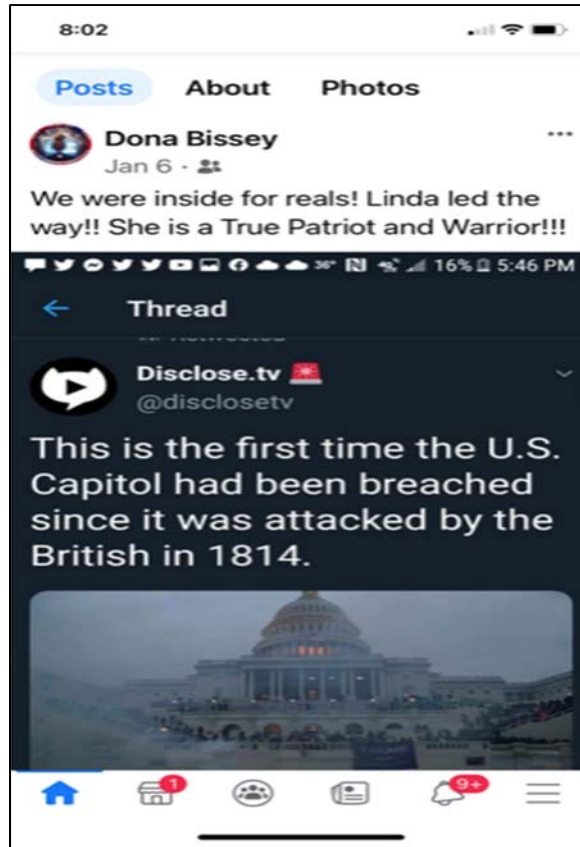 8:02
Posts About Photos
Dona Bissey
Jan 6 ·
We were inside for reals! Linda led the
way!! She is a True Patriot and Warrior!!!
36° 16% 5:46 PM
Thread
Disclose.tv
@disclosetv
This is the first time the U.S.
Capitol had been breached
since it was attacked by the
British in 1814.
1 9+